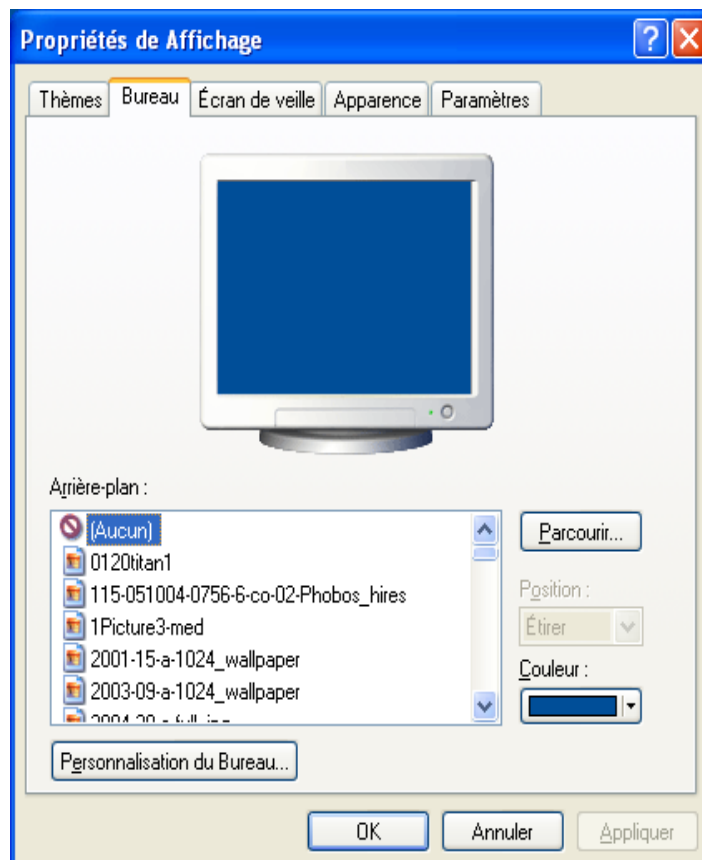 Propriétés de Affichage
Thèmes Bureau Écran de veille Apparence Paramètres
Arrière-plan :
(Aucun)
0120titan1
115-051004-0756-6-co-02-Phobos_hires
1Picture3-med
2001-15-a-1024_wallpaper
2003-09-a-1024_wallpaper
Parcourir...
Position :
Étirer
Couleur :
Personnalisation du Bureau...
OK Annuler Appliquer